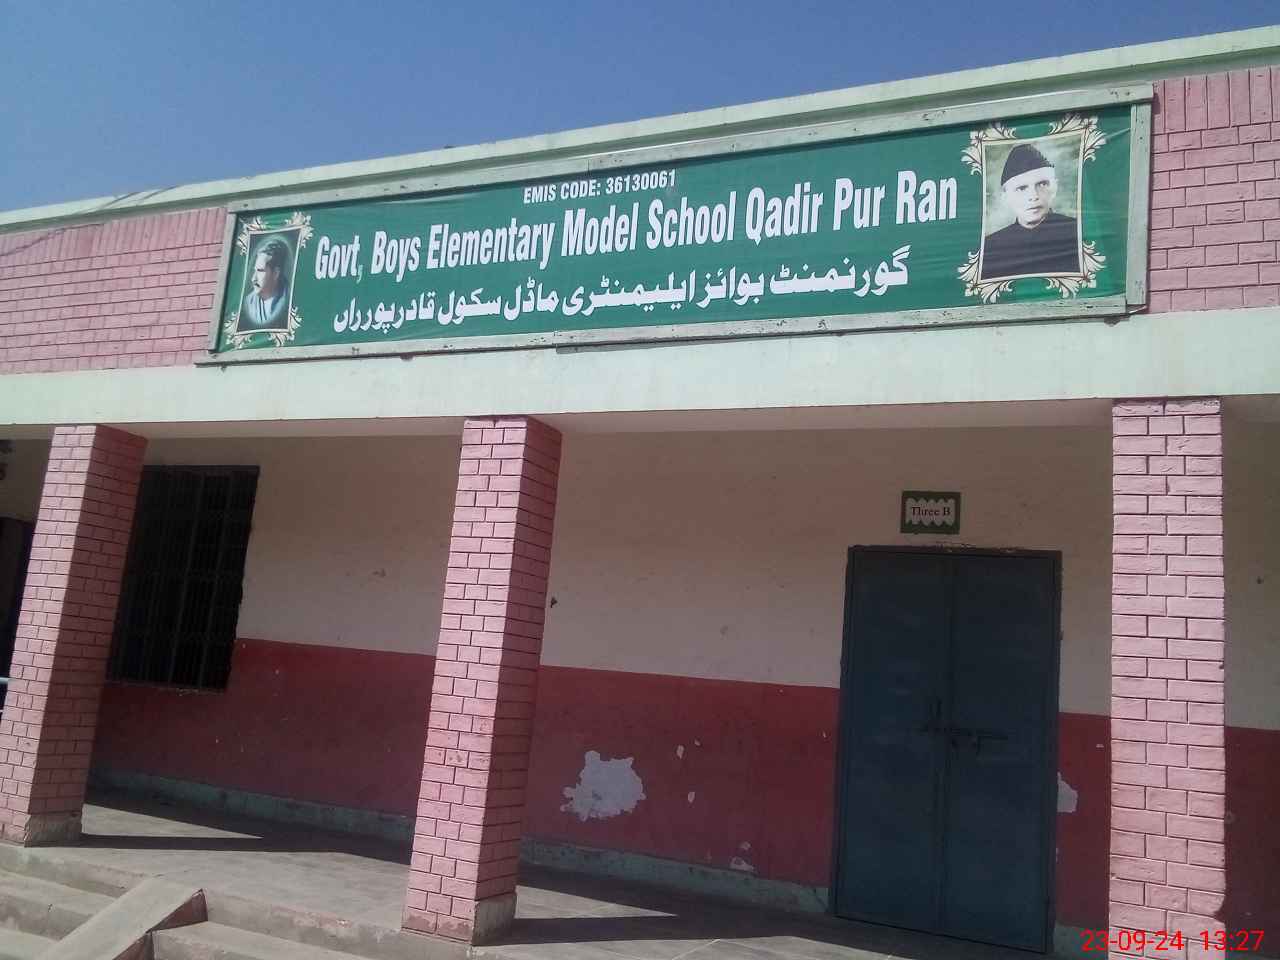 EMIS CODE: 36130061
Govt, Boys Elementary Model School Qadir Pur Ran
گورنمنٹ بوائز ایلیمنٹری ماڈل سکول قادرپورراں
Three B
23-09-24 13:27